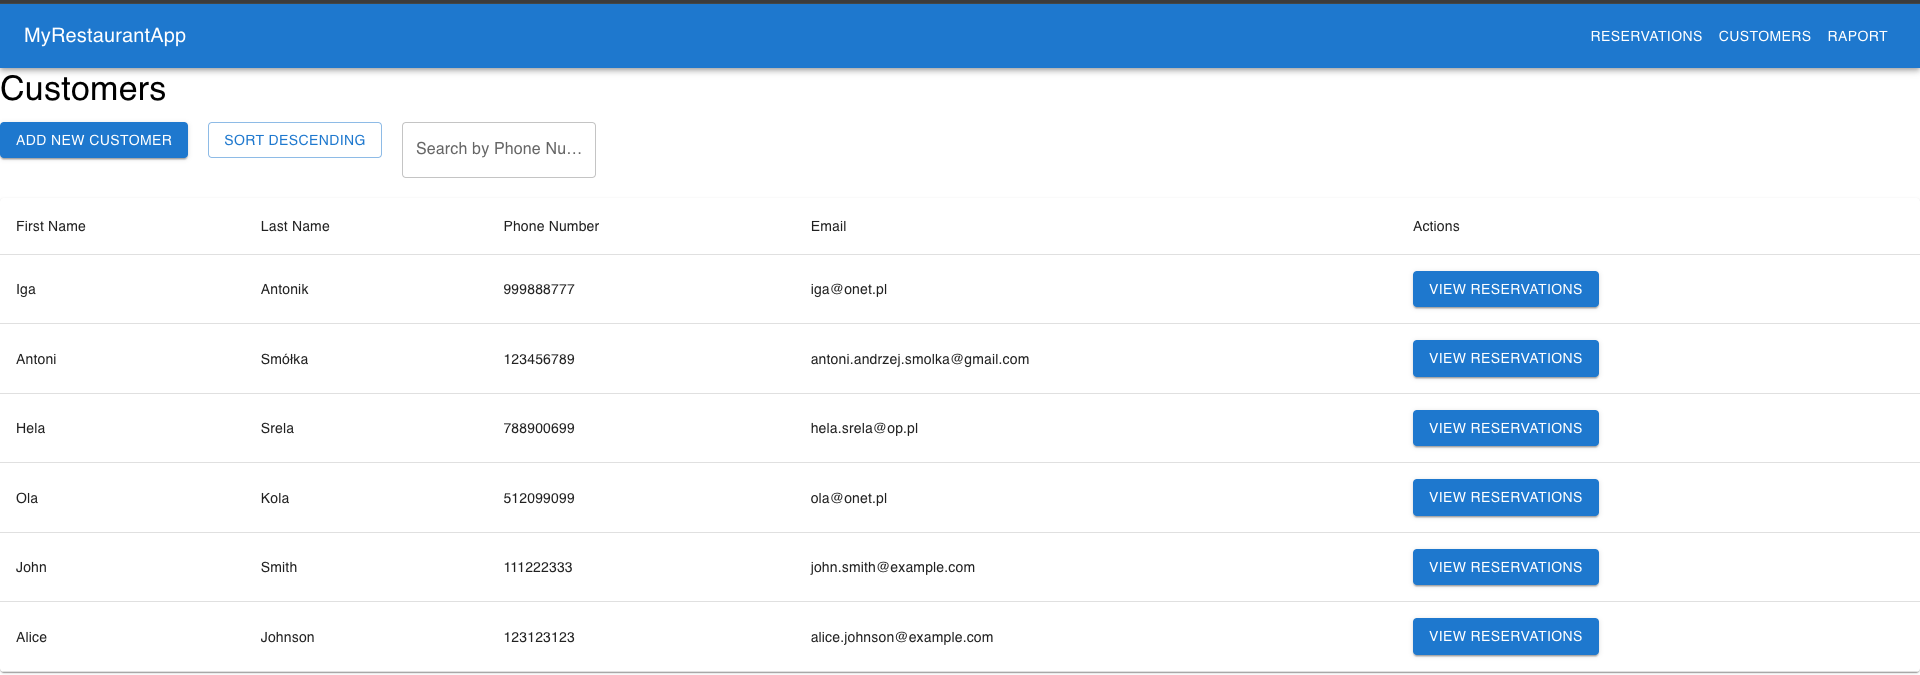 MyRestaurantApp RESERVATIONS CUSTOMERS RAPORT
Customers
ADD NEW CUSTOMER SORT DESCENDING Search by Phone Nu...
First Name Last Name Phone Number Email Actions
Iga Antonik 999888777 iga@onet.pl VIEW RESERVATIONS
Antoni Smółka 123456789 antoni.andrzej.smolka@gmail.com VIEW RESERVATIONS
Hela Srela 788900699 hela.srela@op.pl VIEW RESERVATIONS
Ola Kola 512099099 ola@onet.pl VIEW RESERVATIONS
John Smith 111222333 john.smith@example.com VIEW RESERVATIONS
Alice Johnson 123123123 alice.johnson@example.com VIEW RESERVATIONS